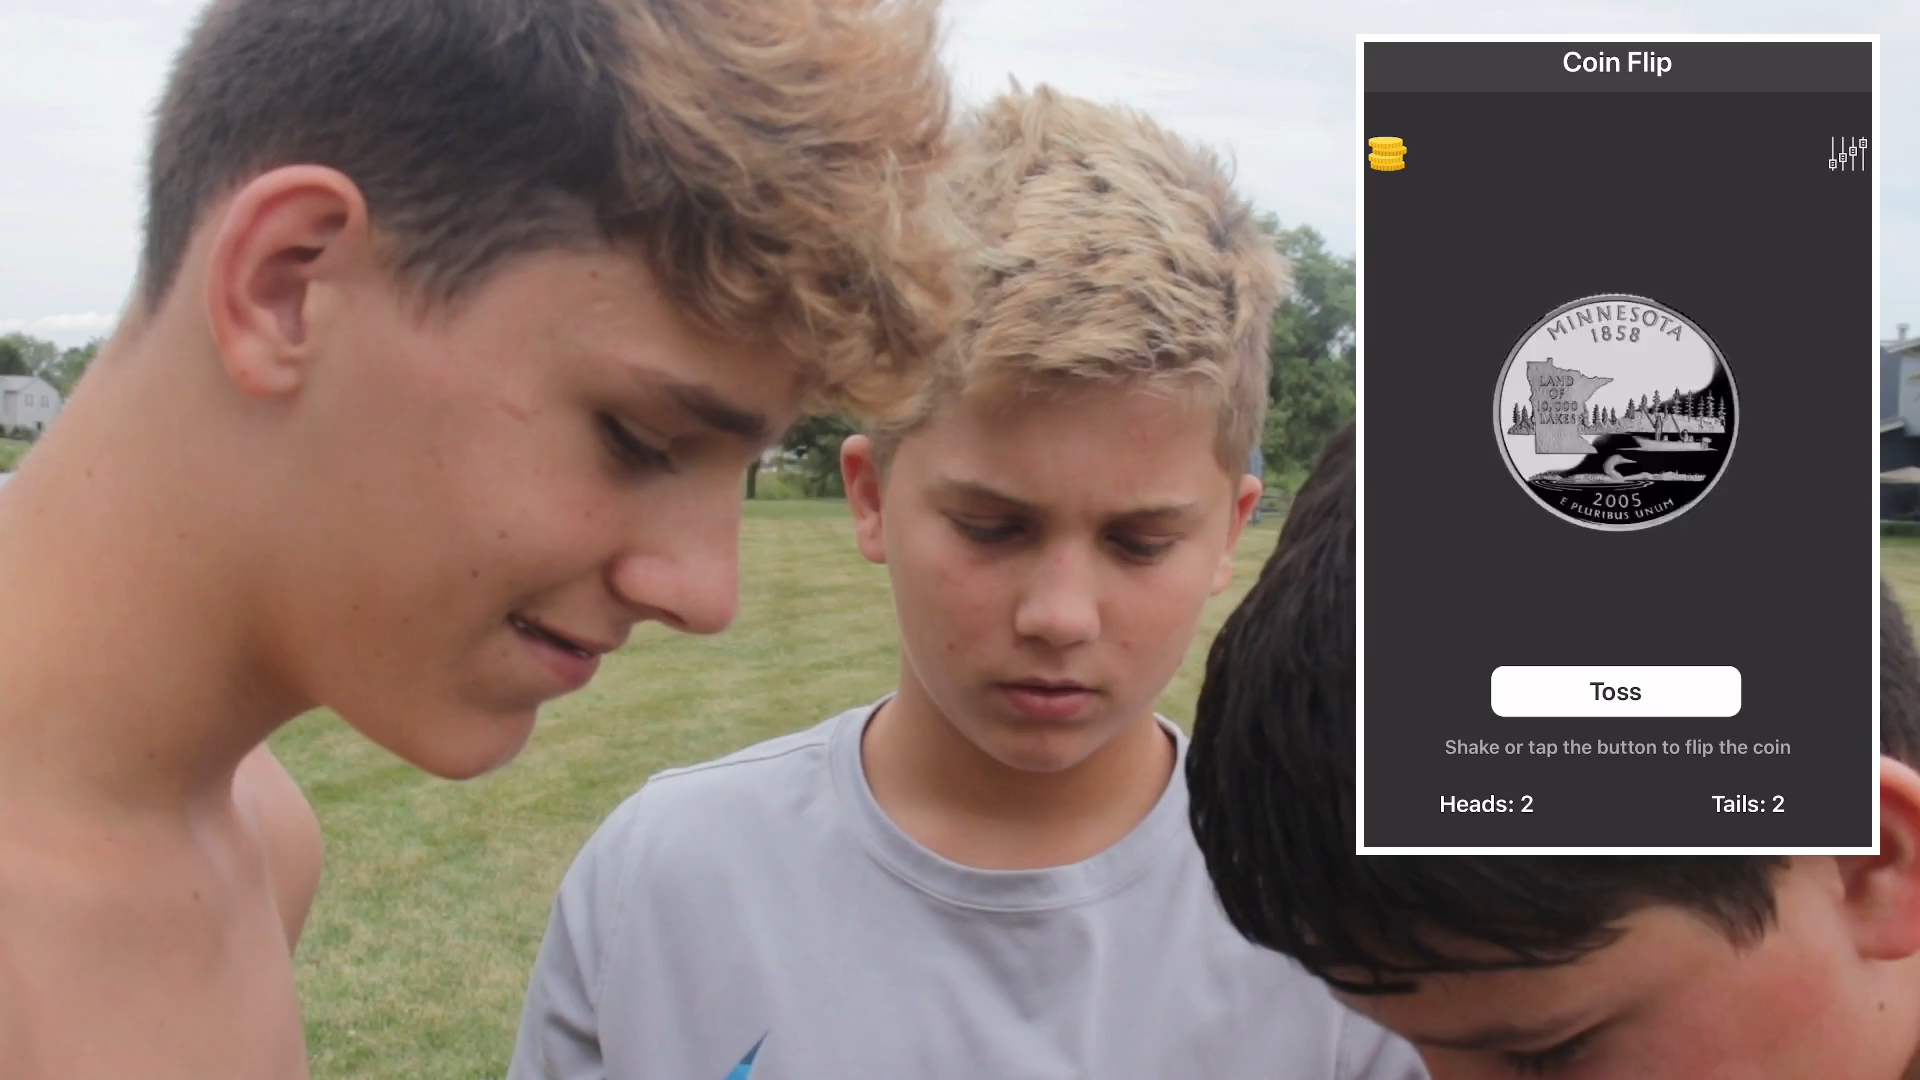 Coin Flip
MINNESOTA
1858
LAND
OF
10,000
LAKES
2005
E PLURIBUS UNUM
Toss
Shake or tap the button to flip the coin
Heads: 2
Tails: 2